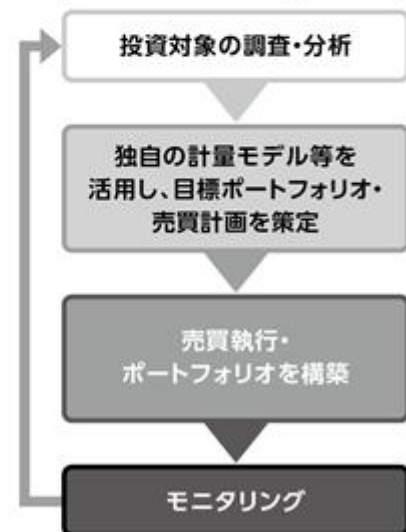 投資対象の調査・分析
独自の計量モデル等を
活用し、目標ポートフォリオ・
売買計画を策定
売買執行・
ポートフォリオを構築
モニタリング